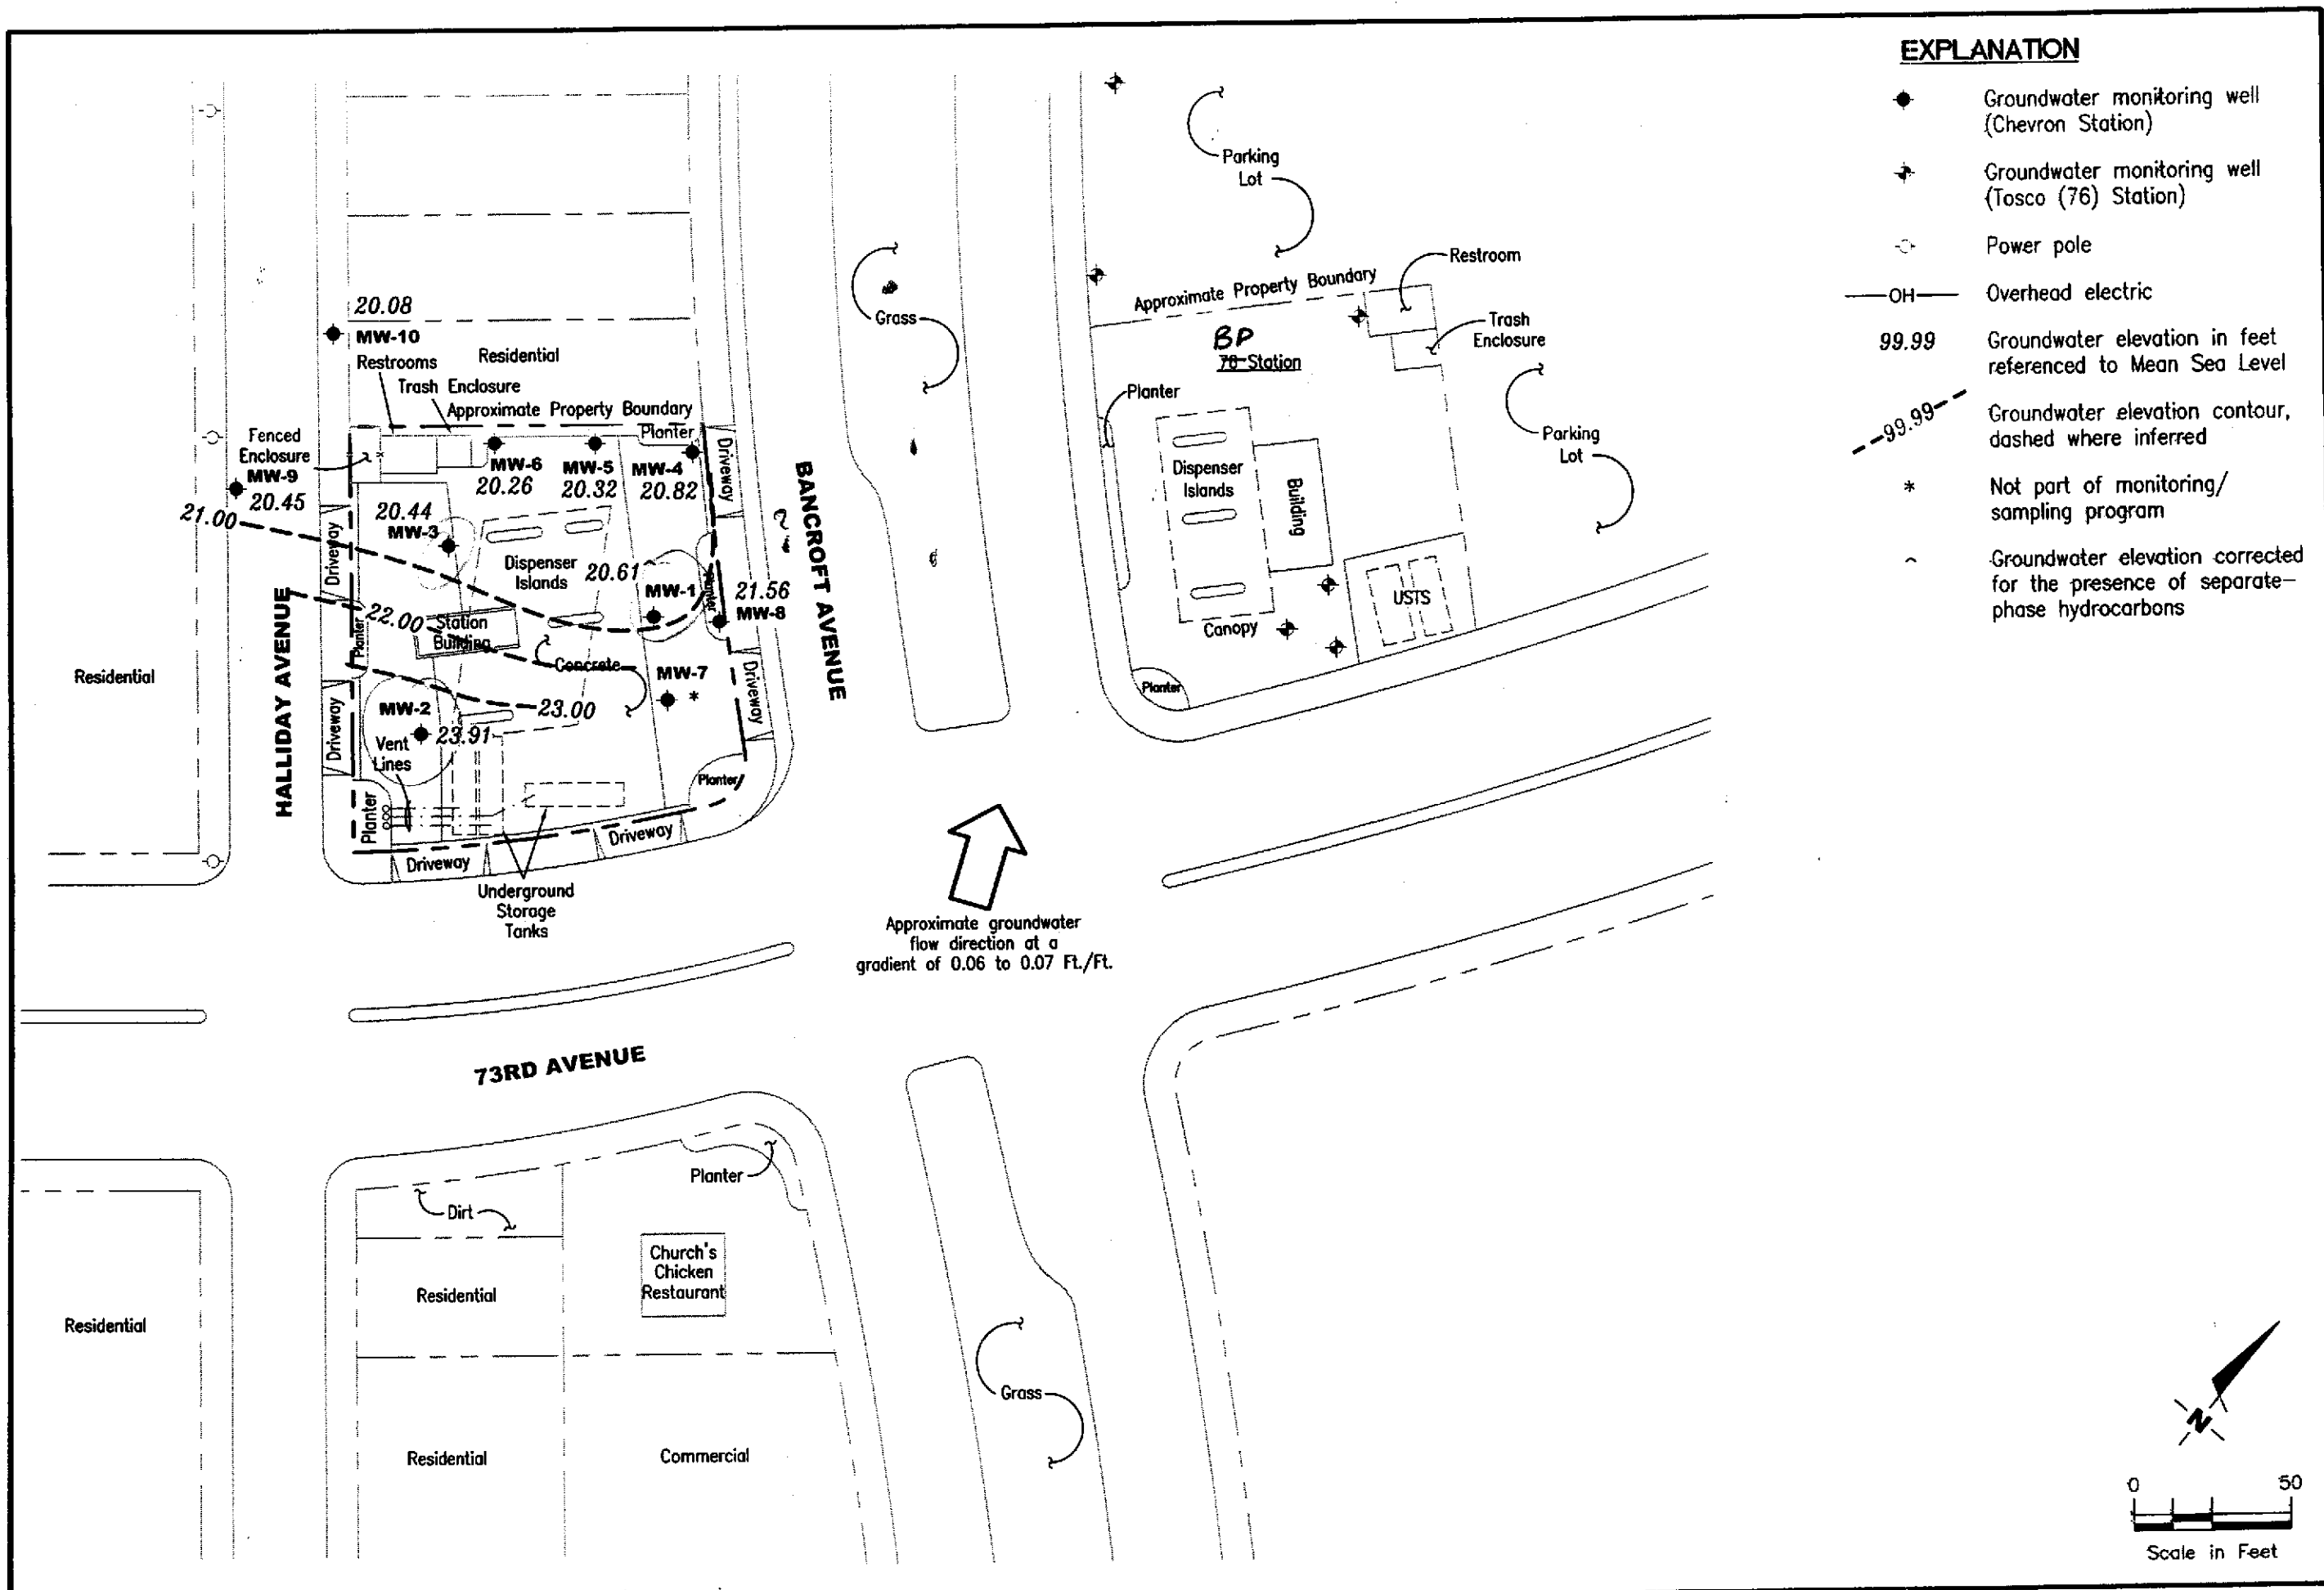 EXPLANATION
Groundwater monitoring well
(Chevron Station)
Groundwater monitoring well
(Tosco (76) Station)
Power pole
OH
Overhead electric
99.99
Groundwater elevation in feet
referenced to Mean Sea Level
99.99
Groundwater elevation contour,
dashed where inferred
*
Not part of monitoring/
sampling program
^
Groundwater elevation corrected
for the presence of separate-
phase hydrocarbons
Parking
Lot
Restroom
Approximate Property Boundary
Trash
Enclosure
BP
76 Station
Planter
Parking
Lot
Dispenser
Islands
Building
USTS
Canopy
Planter
Grass
20.08
MW-10
Residential
Restrooms
Trash Enclosure
Approximate Property Boundary
Planter
Driveway
Fenced
Enclosure
MW-9
20.45
21.00
MW-6
20.26
MW-5
20.32
MW-4
20.82
20.44
MW-3
Driveway
Dispenser
Islands
20.61
MW-1
Planter
21.56
MW-8
BANCROFT AVENUE
HALLIDAY AVENUE
22.00
Station
Building
Planter
Concrete
MW-7
*
Driveway
Residential
MW-2
23.00
23.91
Driveway
Vent
Lines
Planter
Planter
Driveway
Driveway
Underground
Storage
Tanks
Approximate groundwater
flow direction at a
gradient of 0.06 to 0.07 Ft./Ft.
73RD AVENUE
Planter
Dirt
Church's
Chicken
Restaurant
Residential
Residential
Grass
Residential
Commercial
N
0 50
Scale in Feet